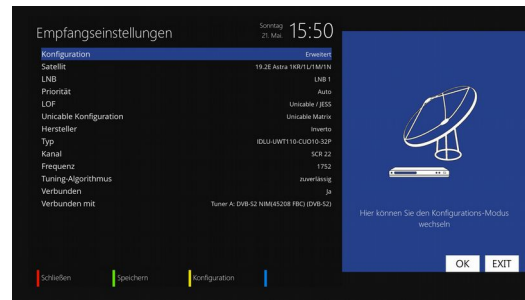 Empfangseinstellungen
Sonntag
21. Mai
15:50
Konfiguration Erweitert
Satellit 19.2E Astra 1KR/1L/1M/1N
LNB LNB 1
Priorität Auto
LOF Unicable / JESS
Unicable Konfiguration Unicable Matrix
Hersteller Inverto
Typ IDLU-UWT110-CUO10-32P
Kanal SCR 22
Frequenz 1752
Tuning-Algorithmus zuverlässig
Verbunden Ja
Verbunden mit Tuner A: DVB-S2 NIM(45208 FBC) (DVB-S2)
Hier können Sie den Konfigurations-Modus
wechseln
OK EXIT
Schließen Speichern Konfiguration